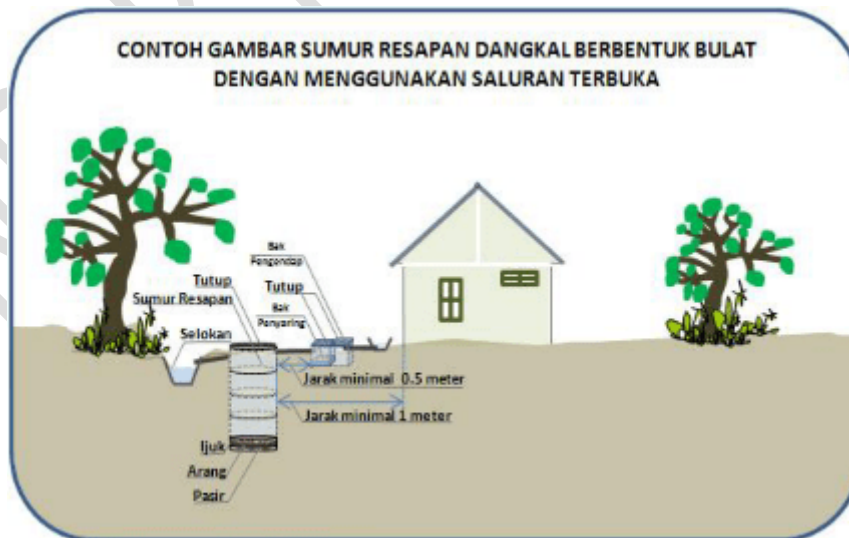 CONTOH GAMBAR SUMUR RESAPAN DANGKAL BERBENTUK BULAT
DENGAN MENGGUNAKAN SALURAN TERBUKA
Bak
Pengendap
Tutup
Sumur Resapan
Tutup
Bak
Penyaring
Selokan
Jarak minimal 0.5 meter
Jarak minimal 1 meter
Ijuk
Arang
Pasir